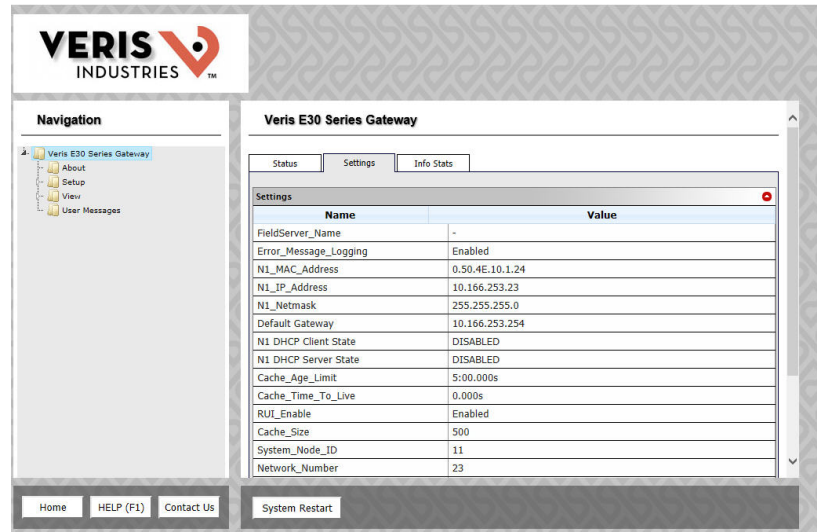 VERIS
INDUSTRIES ™
Navigation
Veris E30 Series Gateway
About
Setup
View
User Messages
Veris E30 Series Gateway
Status Settings Info Stats
Settings
Name Value
FieldServer_Name -
Error_Message_Logging Enabled
N1_MAC_Address 0.50.4E.10.1.24
N1_IP_Address 10.166.253.23
N1_Netmask 255.255.255.0
Default Gateway 10.166.253.254
N1 DHCP Client State DISABLED
N1 DHCP Server State DISABLED
Cache_Age_Limit 5:00.000s
Cache_Time_To_Live 0.000s
RUI_Enable Enabled
Cache_Size 500
System_Node_ID 11
Network_Number 23
Home HELP (F1) Contact Us System Restart